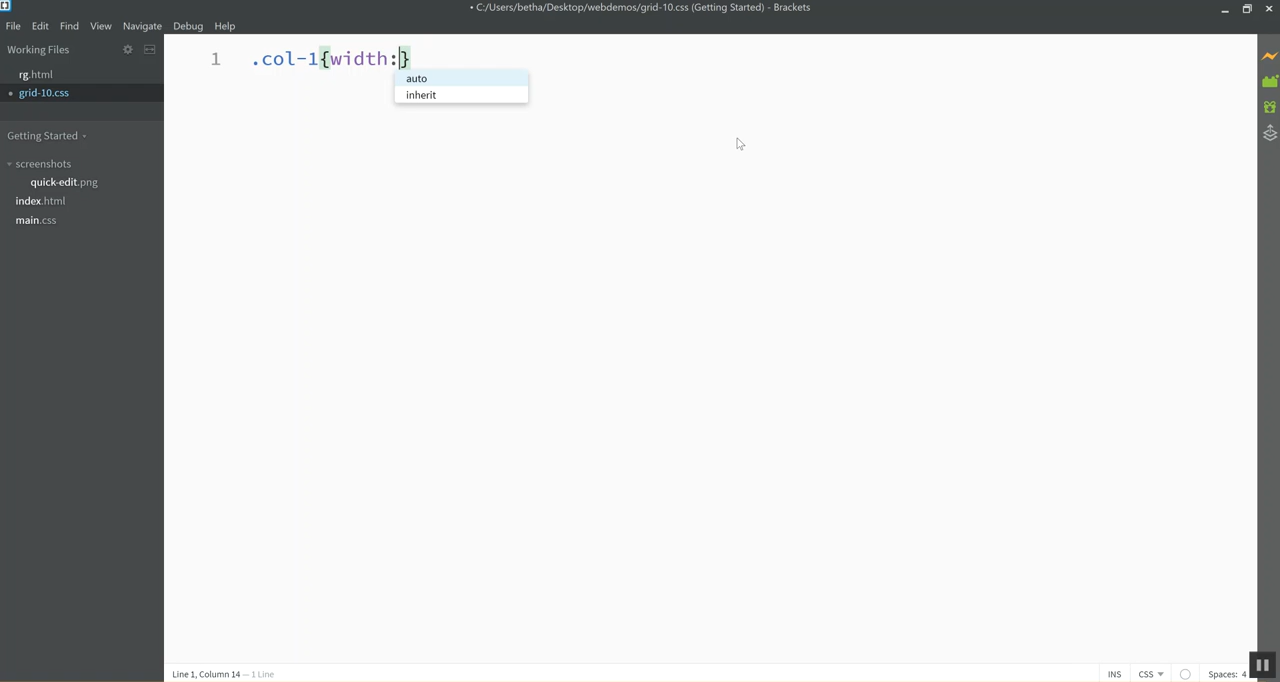 • C:/Users/betha/Desktop/webdemos/grid-10.css (Getting Started) - Brackets
File Edit Find View Navigate Debug Help
Working Files
rg.html
• grid-10.css
Getting Started
screenshots
quick-edit.png
index.html
main.css
1 .col-1{width:}
auto
inherit
Line 1, Column 14 — 1 Line
INS CSS Spaces: 4